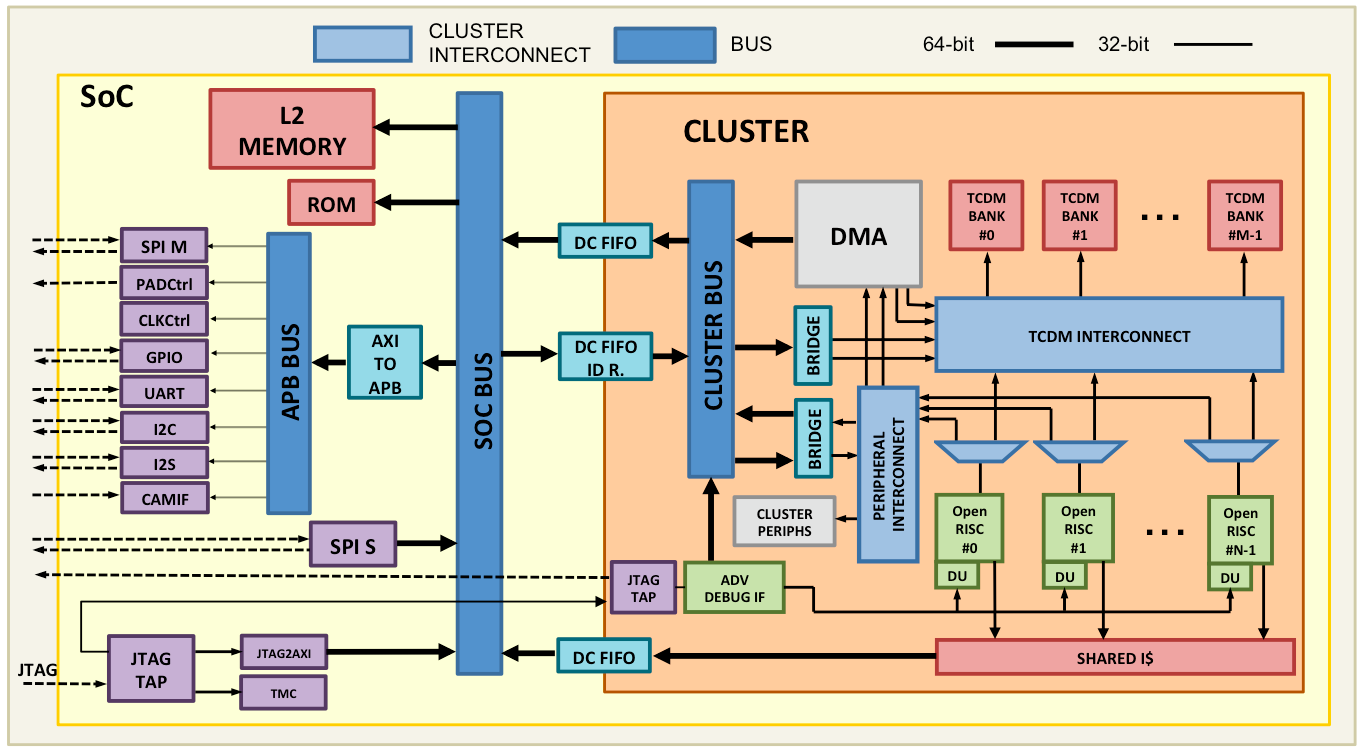 CLUSTER
INTERCONNECT
BUS
64-bit
32-bit
SoC
L2
MEMORY
ROM
SPI M
PADCtrl
CLKCtrl
GPIO
UART
I2C
I2S
CAMIF
APB BUS
AXI
TO
APB
SOC BUS
SPI S
JTAG
JTAG
TAP
JTAG2AXI
TMC
DC FIFO
DC FIFO
ID R.
DC FIFO
CLUSTER
CLUSTER BUS
DMA
BRIDGE
BRIDGE
PERIPHERAL
INTERCONNECT
CLUSTER
PERIPHS
JTAG
TAP
ADV
DEBUG IF
TCDM
BANK
#0
TCDM
BANK
#1
. . .
TCDM
BANK
#M-1
TCDM INTERCONNECT
Open
RISC
#0
DU
Open
RISC
#1
DU
. . .
Open
RISC
#N-1
DU
SHARED I$